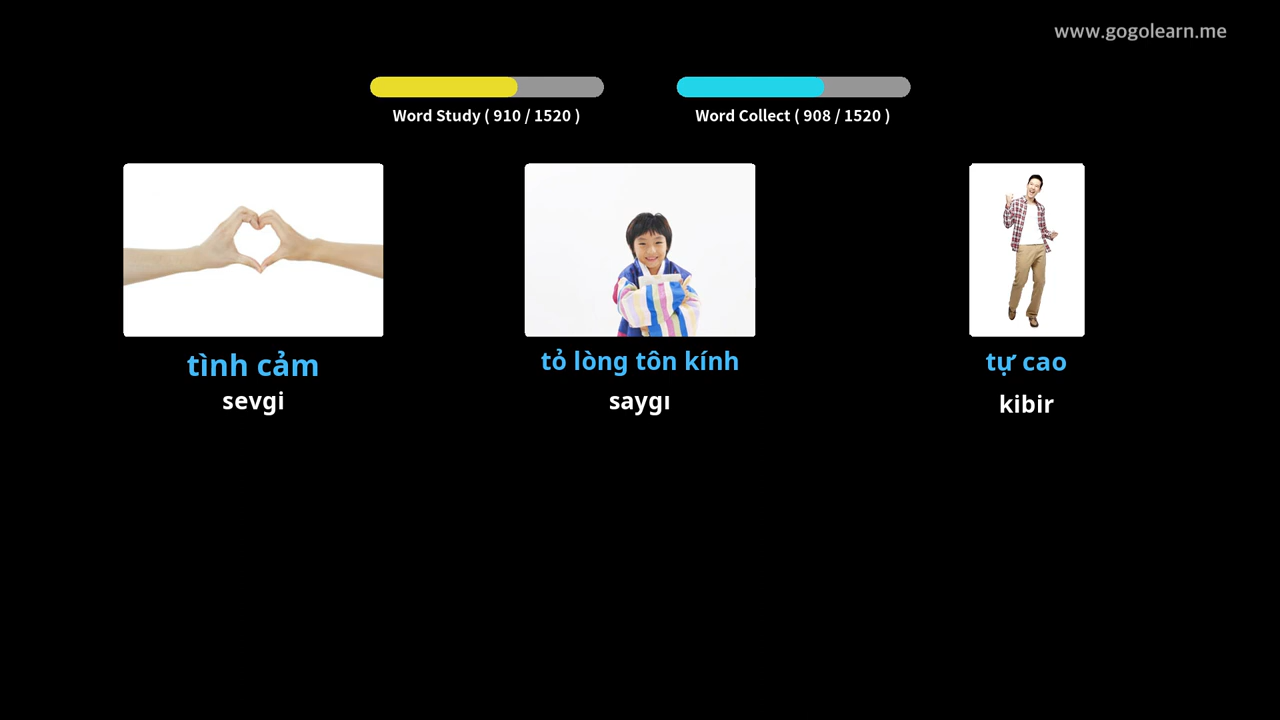 www.gogolearn.me
Word Study ( 910 / 1520 )
Word Collect ( 908 / 1520 )
tình cảm
sevgi
tỏ lòng tôn kính
saygı
tự cao
kibir